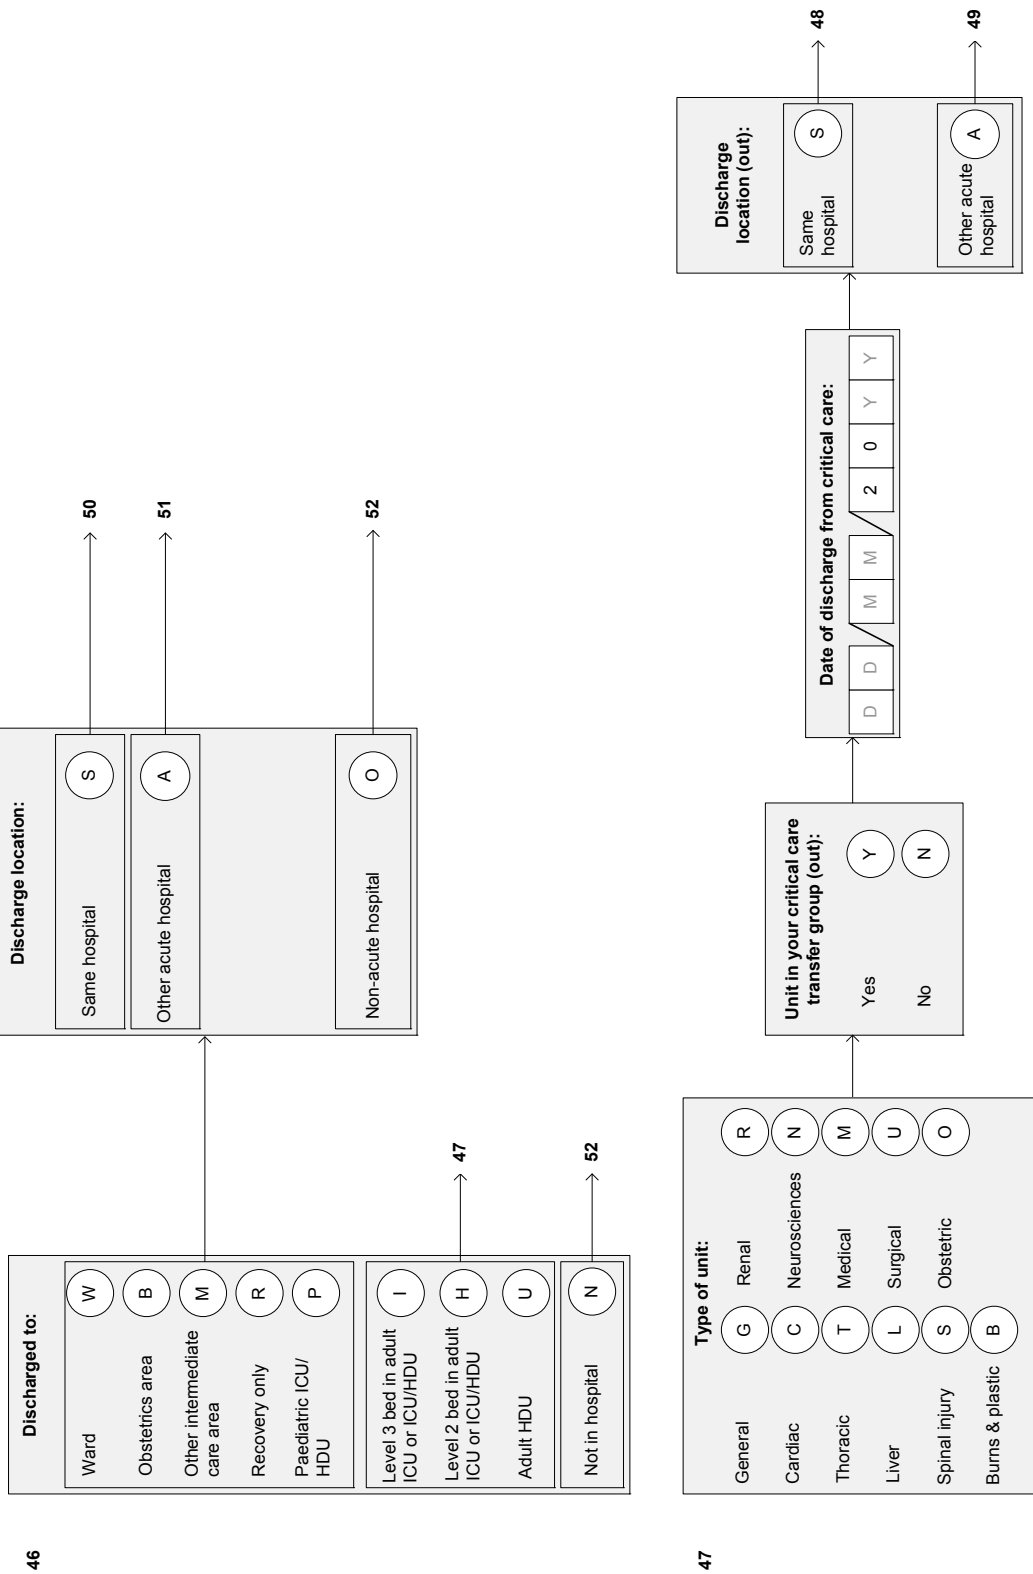 46
Discharged to:
Ward
W
Obstetrics area
B
Other intermediate
care area
M
Recovery only
R
Paediatric ICU/
HDU
P
Level 3 bed in adult
ICU or ICU/HDU
I
Level 2 bed in adult
ICU or ICU/HDU
H
47
Adult HDU
U
Not in hospital
N
52
Discharge location:
Same hospital
S
50
Other acute hospital
A
51
Non-acute hospital
O
52
47
Type of unit:
General
G
Renal
R
Cardiac
C
Neurosciences
N
Thoracic
T
Medical
M
Liver
L
Surgical
U
Spinal injury
S
Obstetric
O
Burns & plastic
B
Unit in your critical care
transfer group (out):
Yes
Y
No
N
Date of discharge from critical care:
D D / M M / 2 0 Y Y
Discharge
location (out):
Same
hospital
S
48
Other acute
hospital
A
49